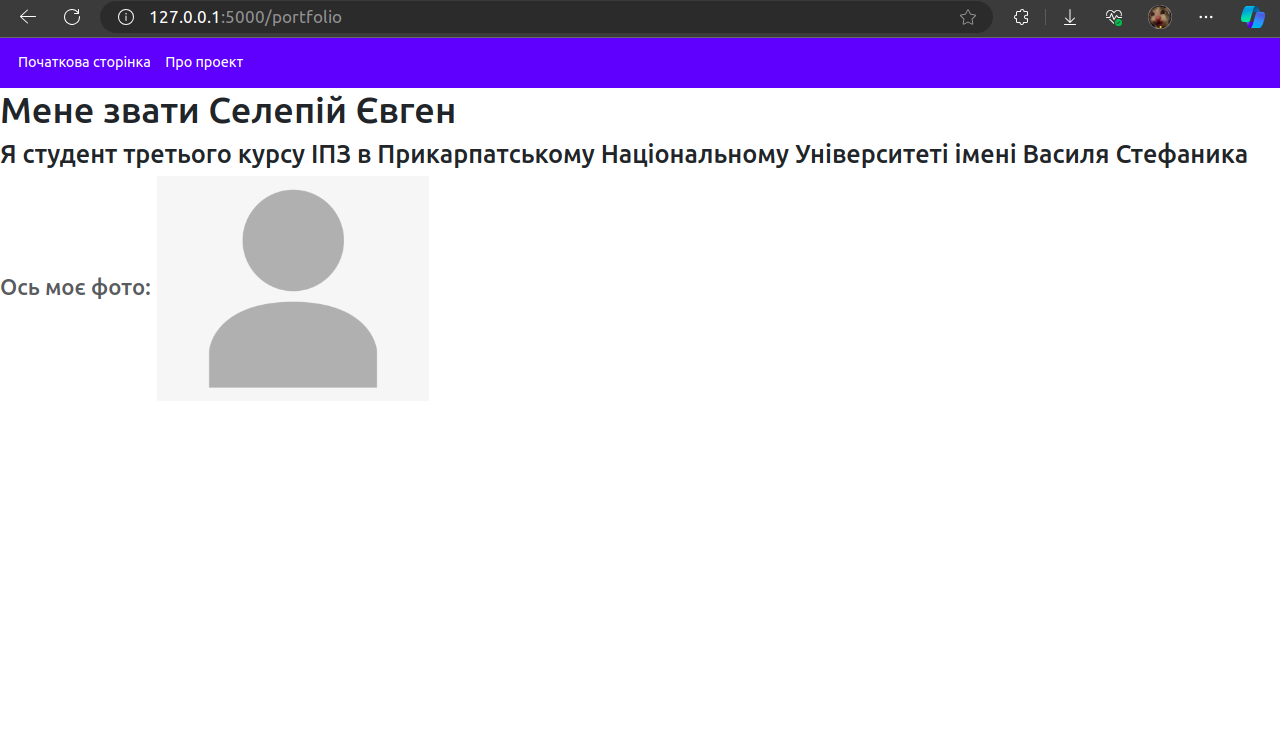 127.0.0.1:5000/portfolio
Початкова сторінка Про проект
Мене звати Селепій Євген
Я студент третього курсу ІПЗ в Прикарпатському Національному Університеті імені Василя Стефаника
Ось моє фото: